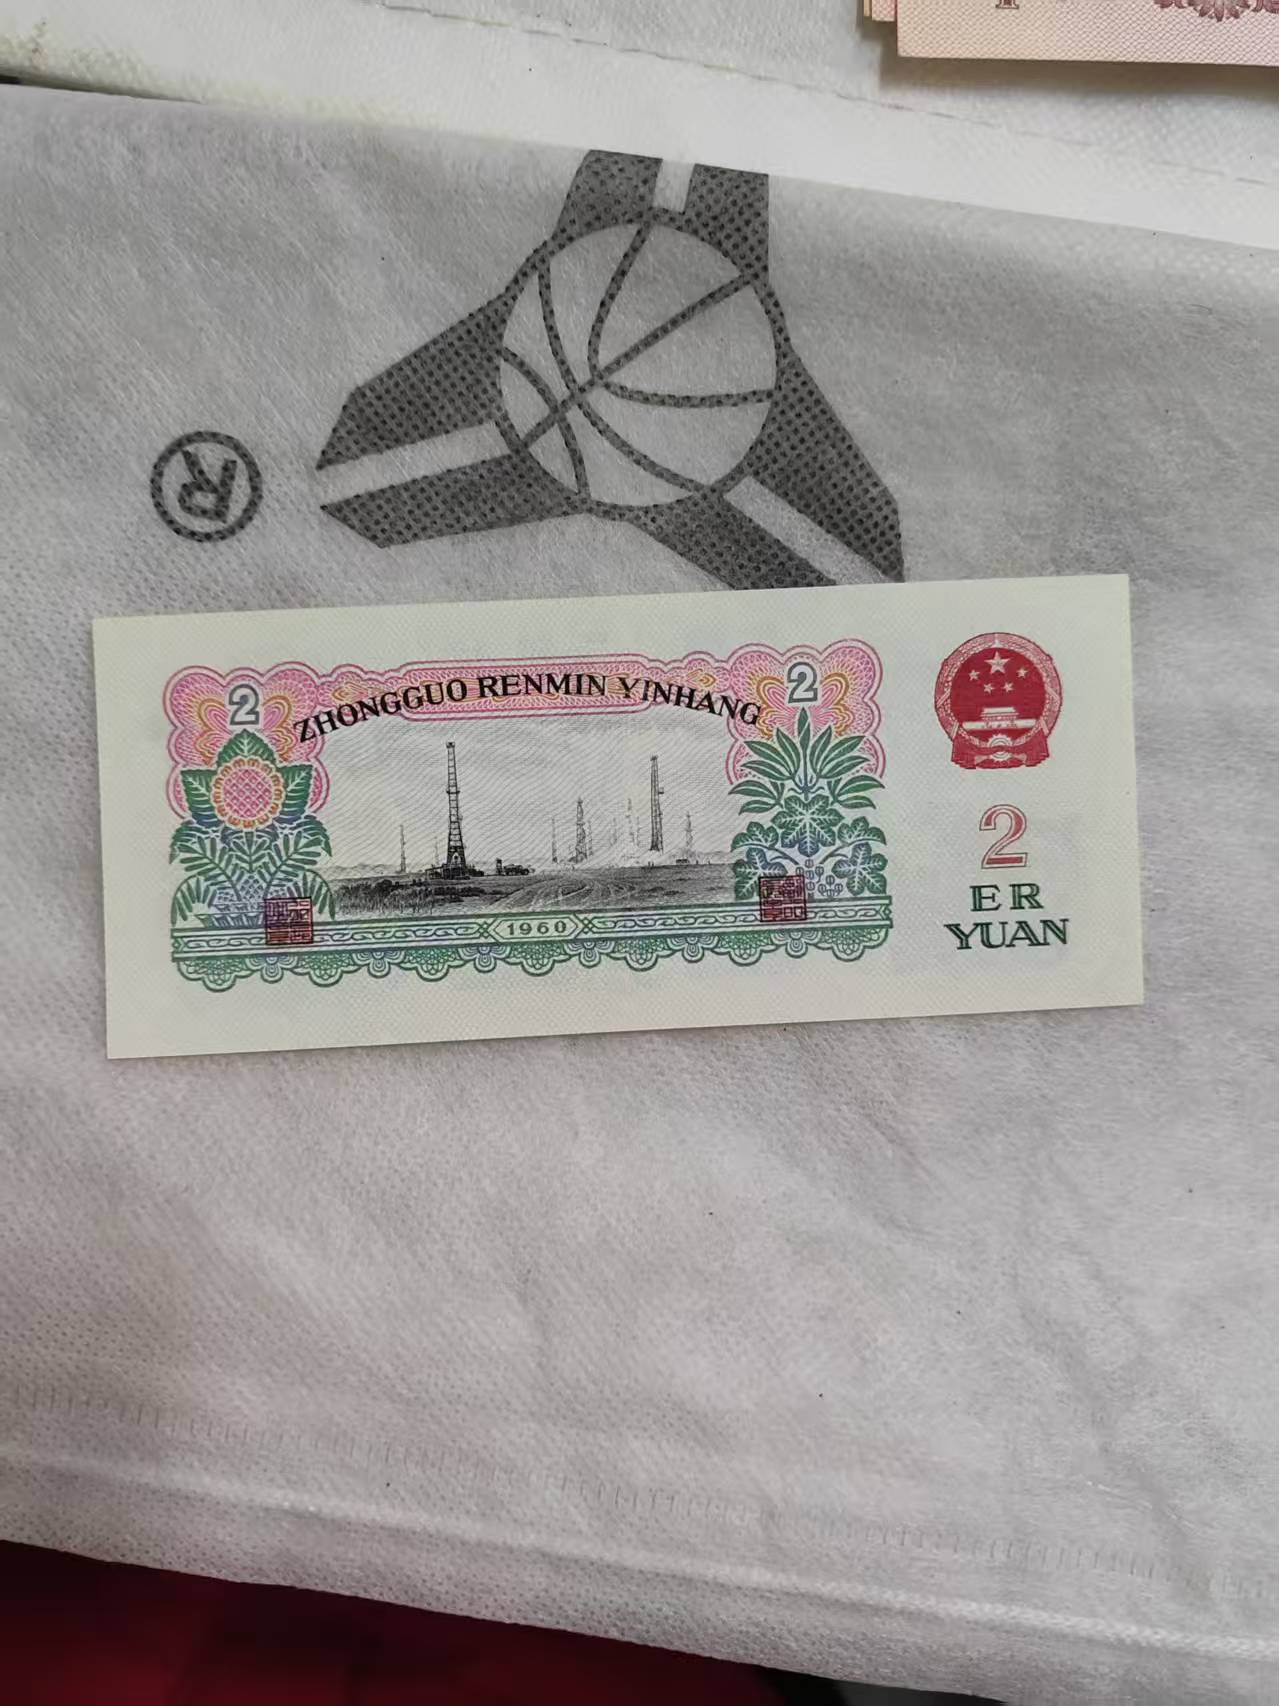 ®
2 ZHONGGUO RENMIN YINHANG 2
1960
2
ER
YUAN